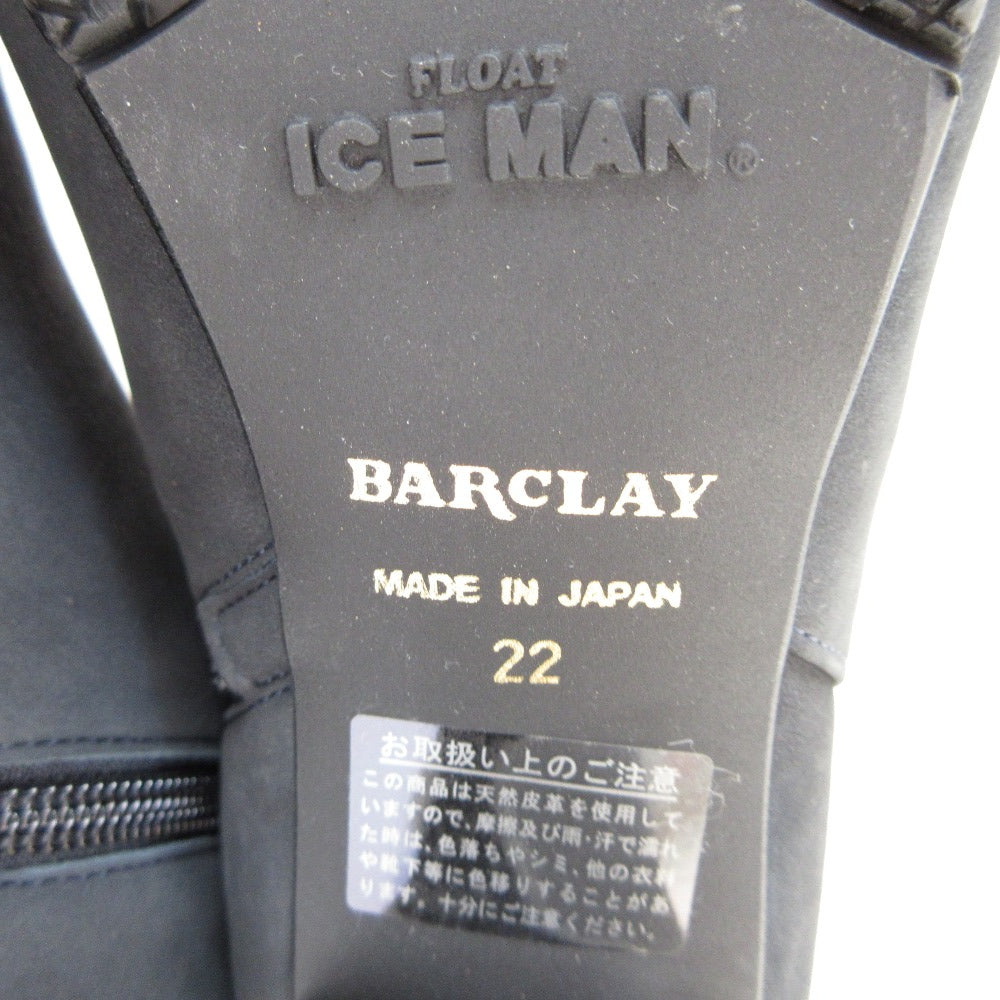 FLOAT
ICE MAN®
BARCLAY
MADE IN JAPAN
22
お取扱い上のご注意
この商品は天然皮革を使用して
いますので、摩擦及び雨・汗で濡れ
た時は、色落ちやシミ、他の衣料
や靴下等に色移りすることがあ
ります。十分にご注意ください。